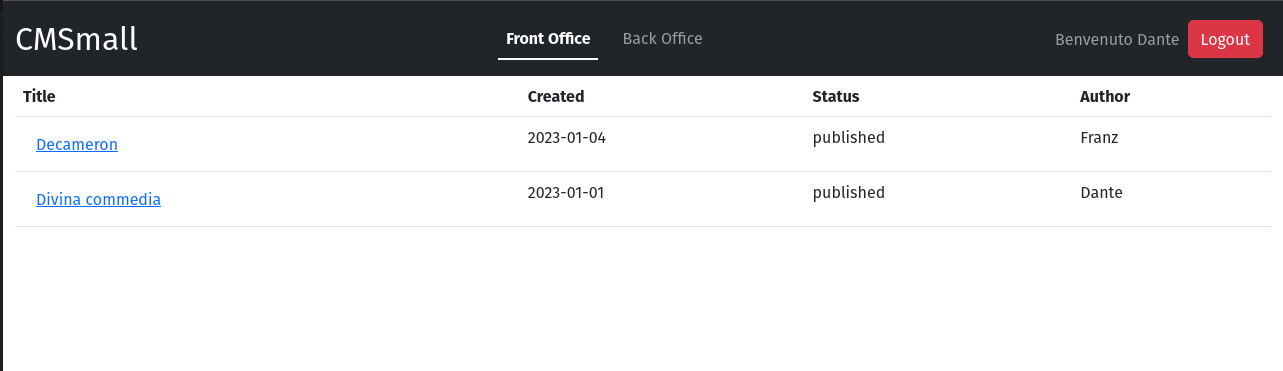 CMSmall Front Office Back Office Benvenuto Dante Logout
Title Created Status Author
Decameron 2023-01-04 published Franz
Divina commedia 2023-01-01 published Dante